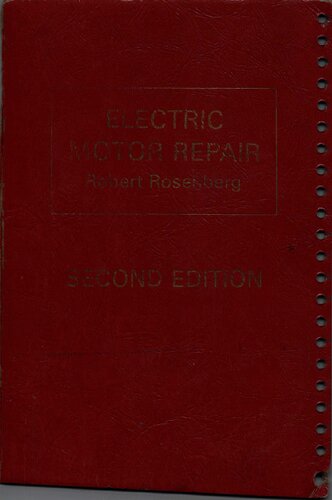 ELECTRIC
MOTOR REPAIR
Robert Rosenberg
SECOND EDITION